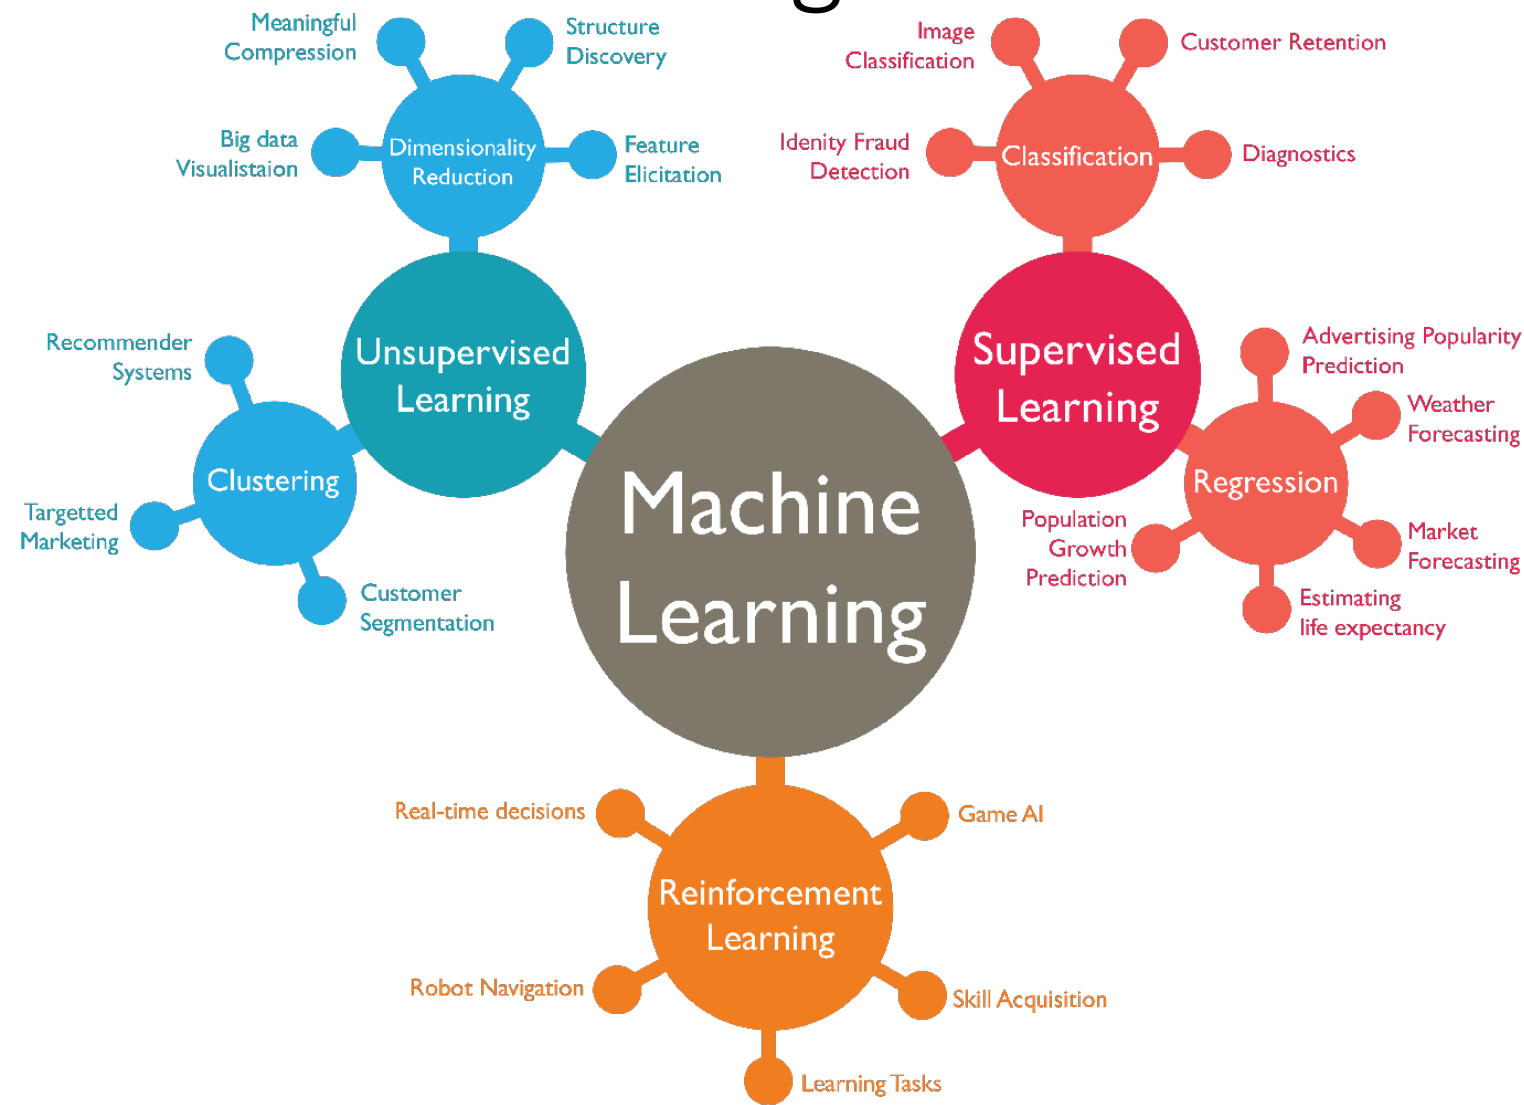 Meaningful
Compression
Structure
Discovery
Big data
Visualistaion
Dimensionality
Reduction
Feature
Elicitation
Image
Classification
Customer Retention
Idenity Fraud
Detection
Classification
Diagnostics
Unsupervised
Learning
Supervised
Learning
Recommender
Systems
Clustering
Targetted
Marketing
Customer
Segmentation
Advertising Popularity
Prediction
Weather
Forecasting
Regression
Population
Growth
Prediction
Market
Forecasting
Estimating
life expectancy
Machine
Learning
Real-time decisions
Game AI
Reinforcement
Learning
Robot Navigation
Skill Acquisition
Learning Tasks